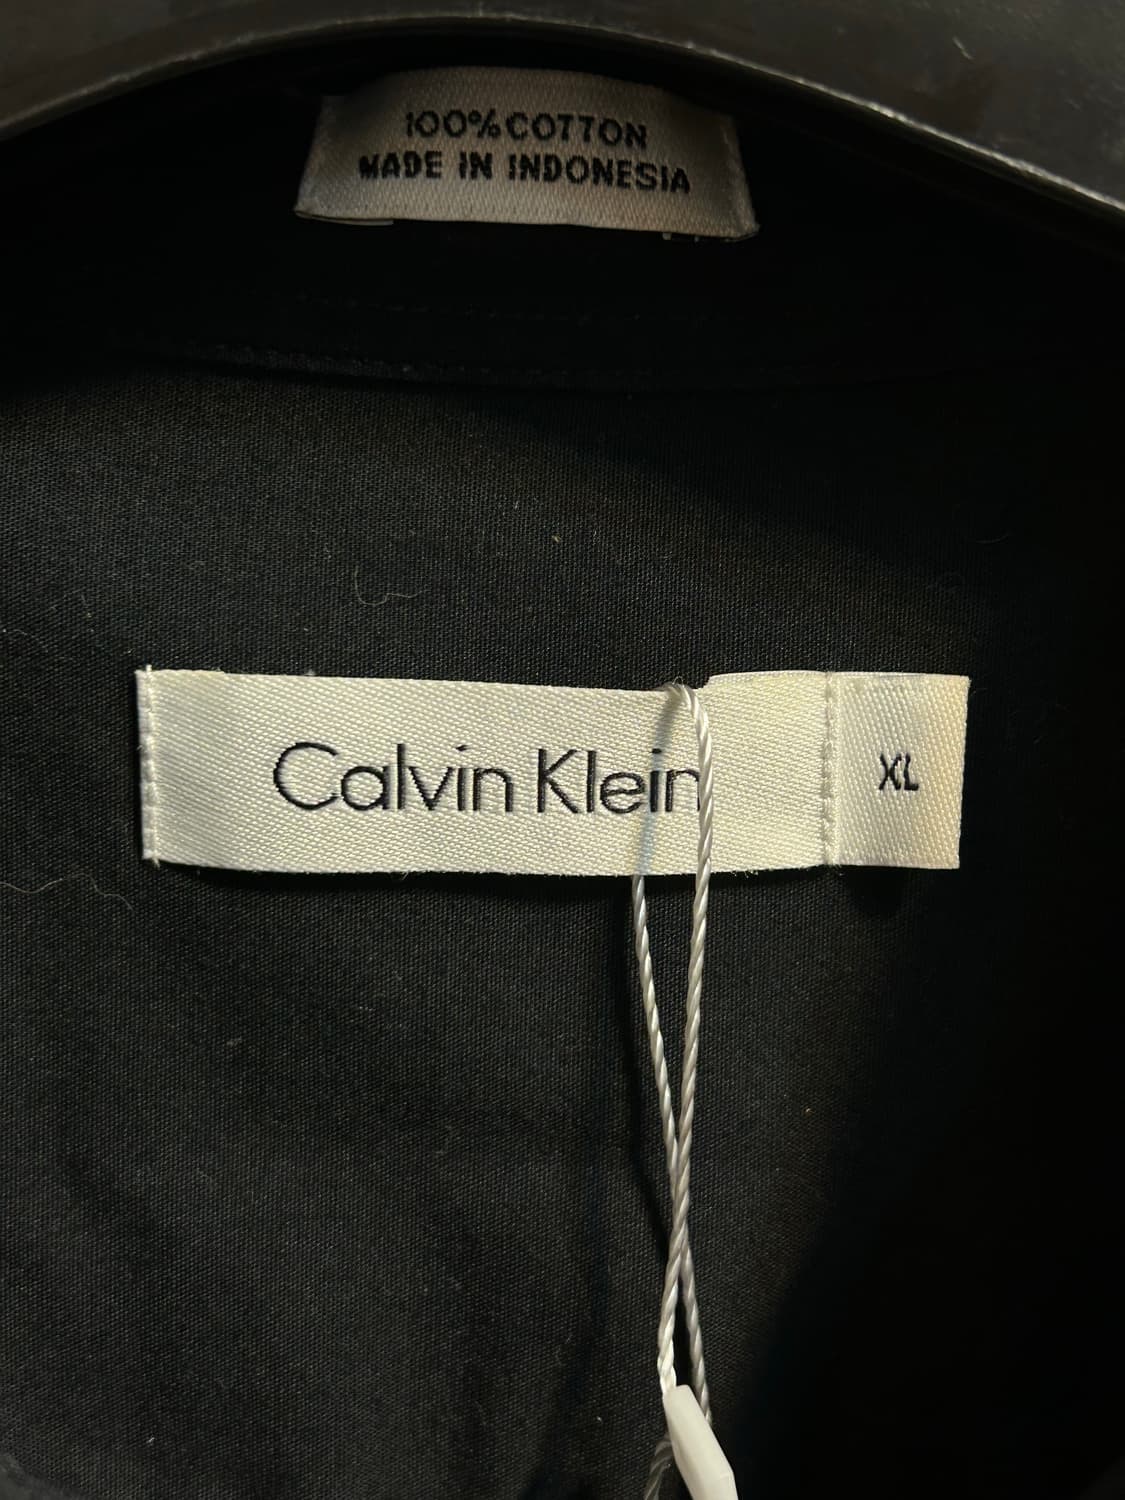 100% COTTON
MADE IN INDONESIA
Calvin Klein
XL